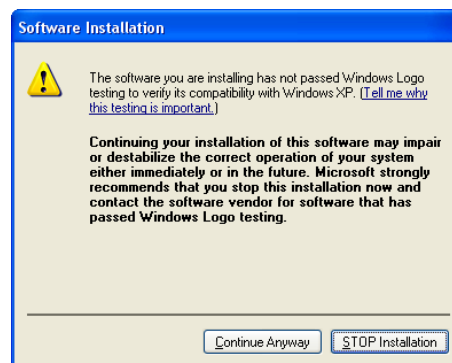 Software Installation
The software you are installing has not passed Windows Logo
testing to verify its compatibility with Windows XP. (Tell me why
this testing is important.)
Continuing your installation of this software may impair
or destabilize the correct operation of your system
either immediately or in the future. Microsoft strongly
recommends that you stop this installation now and
contact the software vendor for software that has
passed Windows Logo testing.
Continue Anyway
STOP Installation